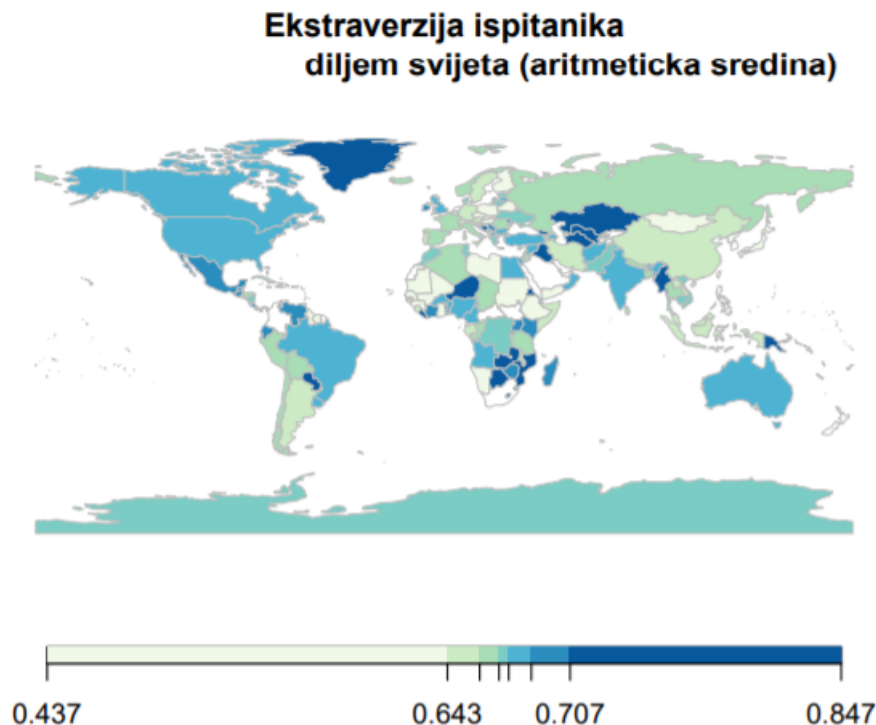 Ekstraverzija ispitanika
diljem svijeta (aritmeticka sredina)
0.437 0.643 0.707 0.847